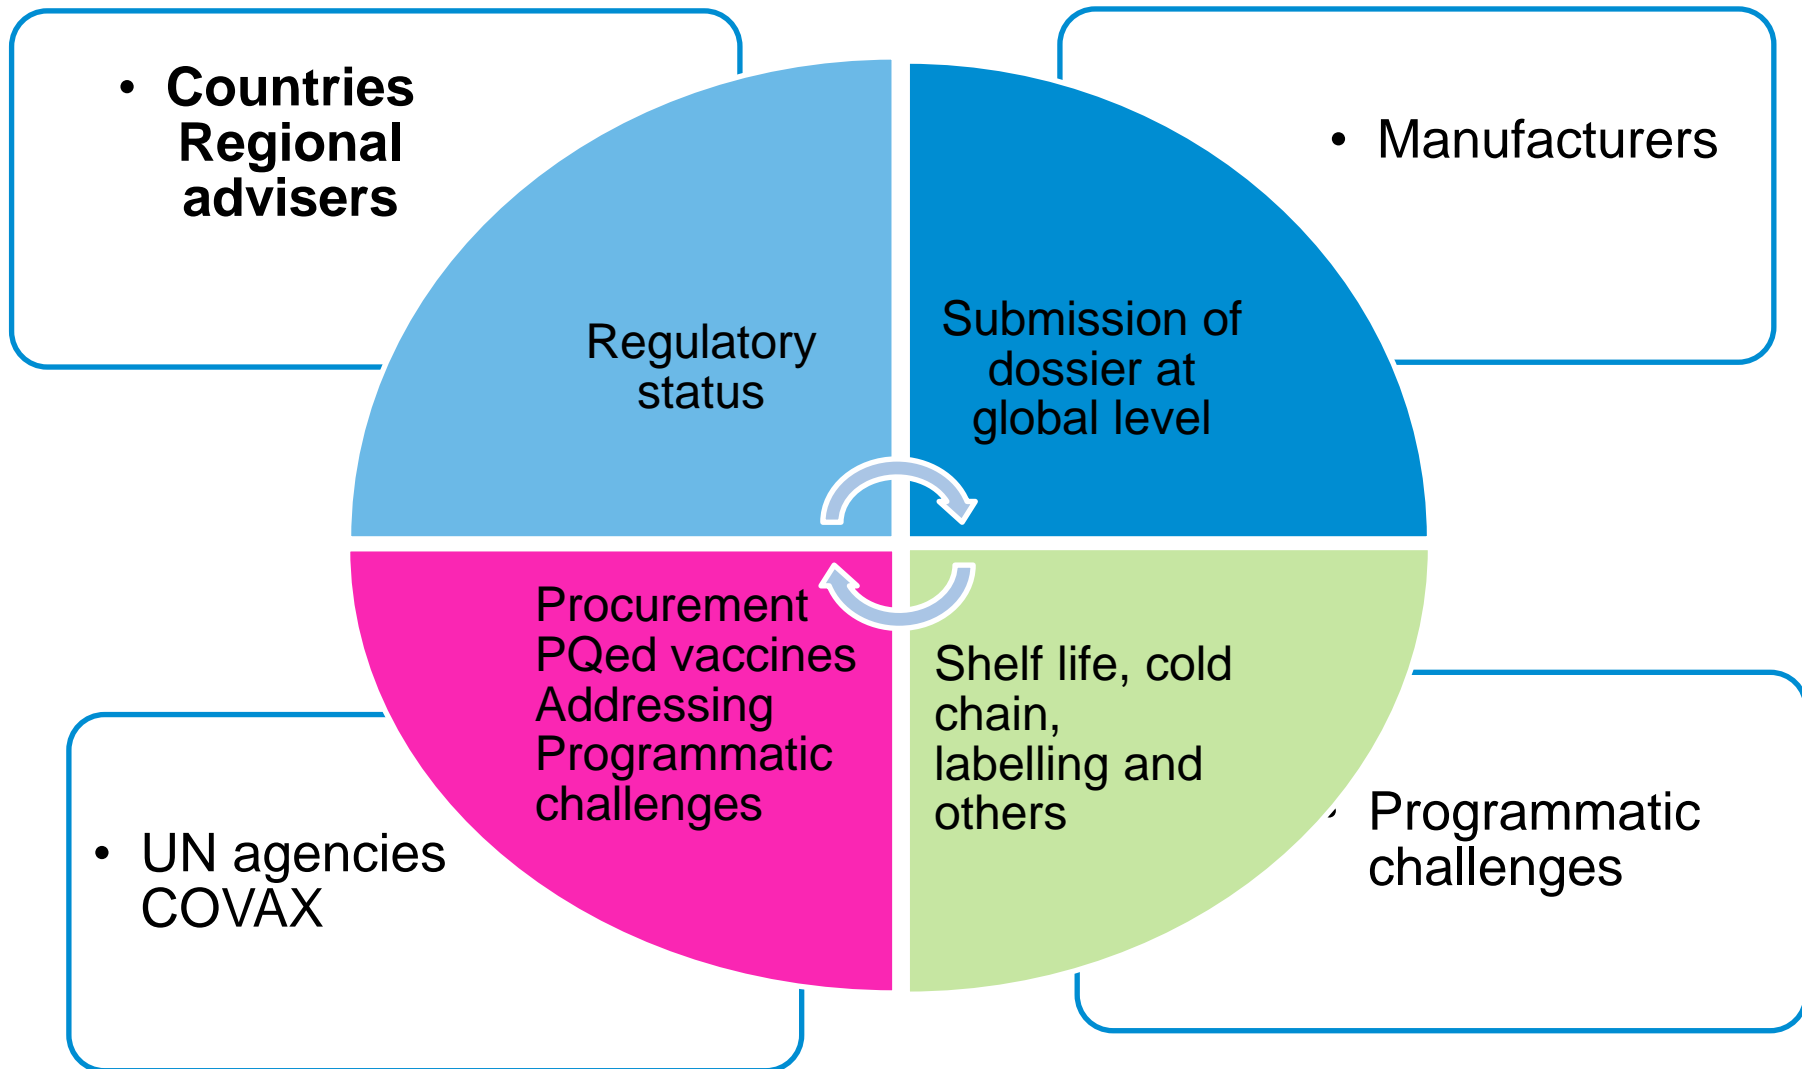 • Countries
Regional
advisers
• Manufacturers
Regulatory
status
Submission of
dossier at
global level
Procurement
PQed vaccines
Addressing
Programmatic
challenges
Shelf life, cold
chain,
labelling and
others
• UN agencies
COVAX
• Programmatic
challenges